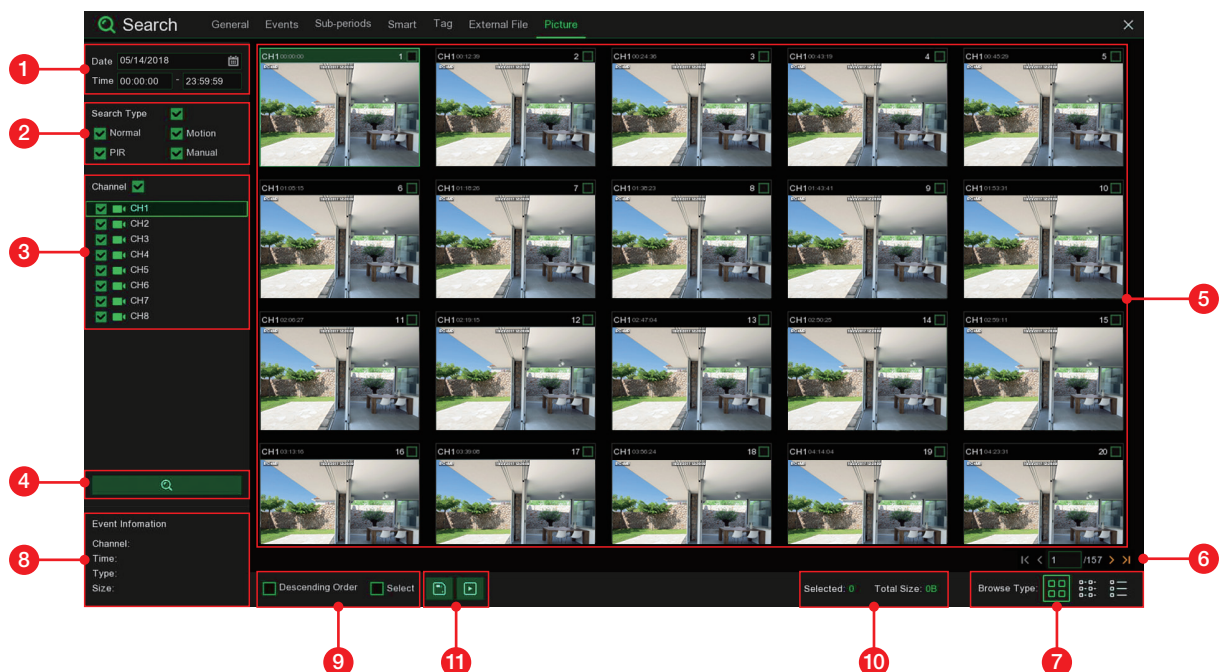 Search General Events Sub-periods Smart Tag External File Picture
1
Date 05/14/2018
Time 00:00:00 - 23:59:59
2
Search Type
Normal Motion
PIR Manual
3
Channel
CH1
CH2
CH3
CH4
CH5
CH6
CH7
CH8
4
8
Event Infomation
Channel:
Time:
Type:
Size:
CH1 00:00:00 1
CH1 00:12:39 2
CH1 00:24:36 3
CH1 00:43:19 4
CH1 00:45:29 5
CH1 01:05:15 6
CH1 01:18:26 7
CH1 01:38:23 8
CH1 01:43:41 9
CH1 01:53:31 10
CH1 02:06:27 11
CH1 02:19:15 12
CH1 02:47:04 13
CH1 02:50:25 14
CH1 02:59:11 15
CH1 03:13:16 16
CH1 03:39:08 17
CH1 03:56:24 18
CH1 04:14:04 19
CH1 04:23:31 20
5
1 /157
6
Descending Order Select
9
11
Selected: 0 Total Size: 0B
10
Browse Type:
7